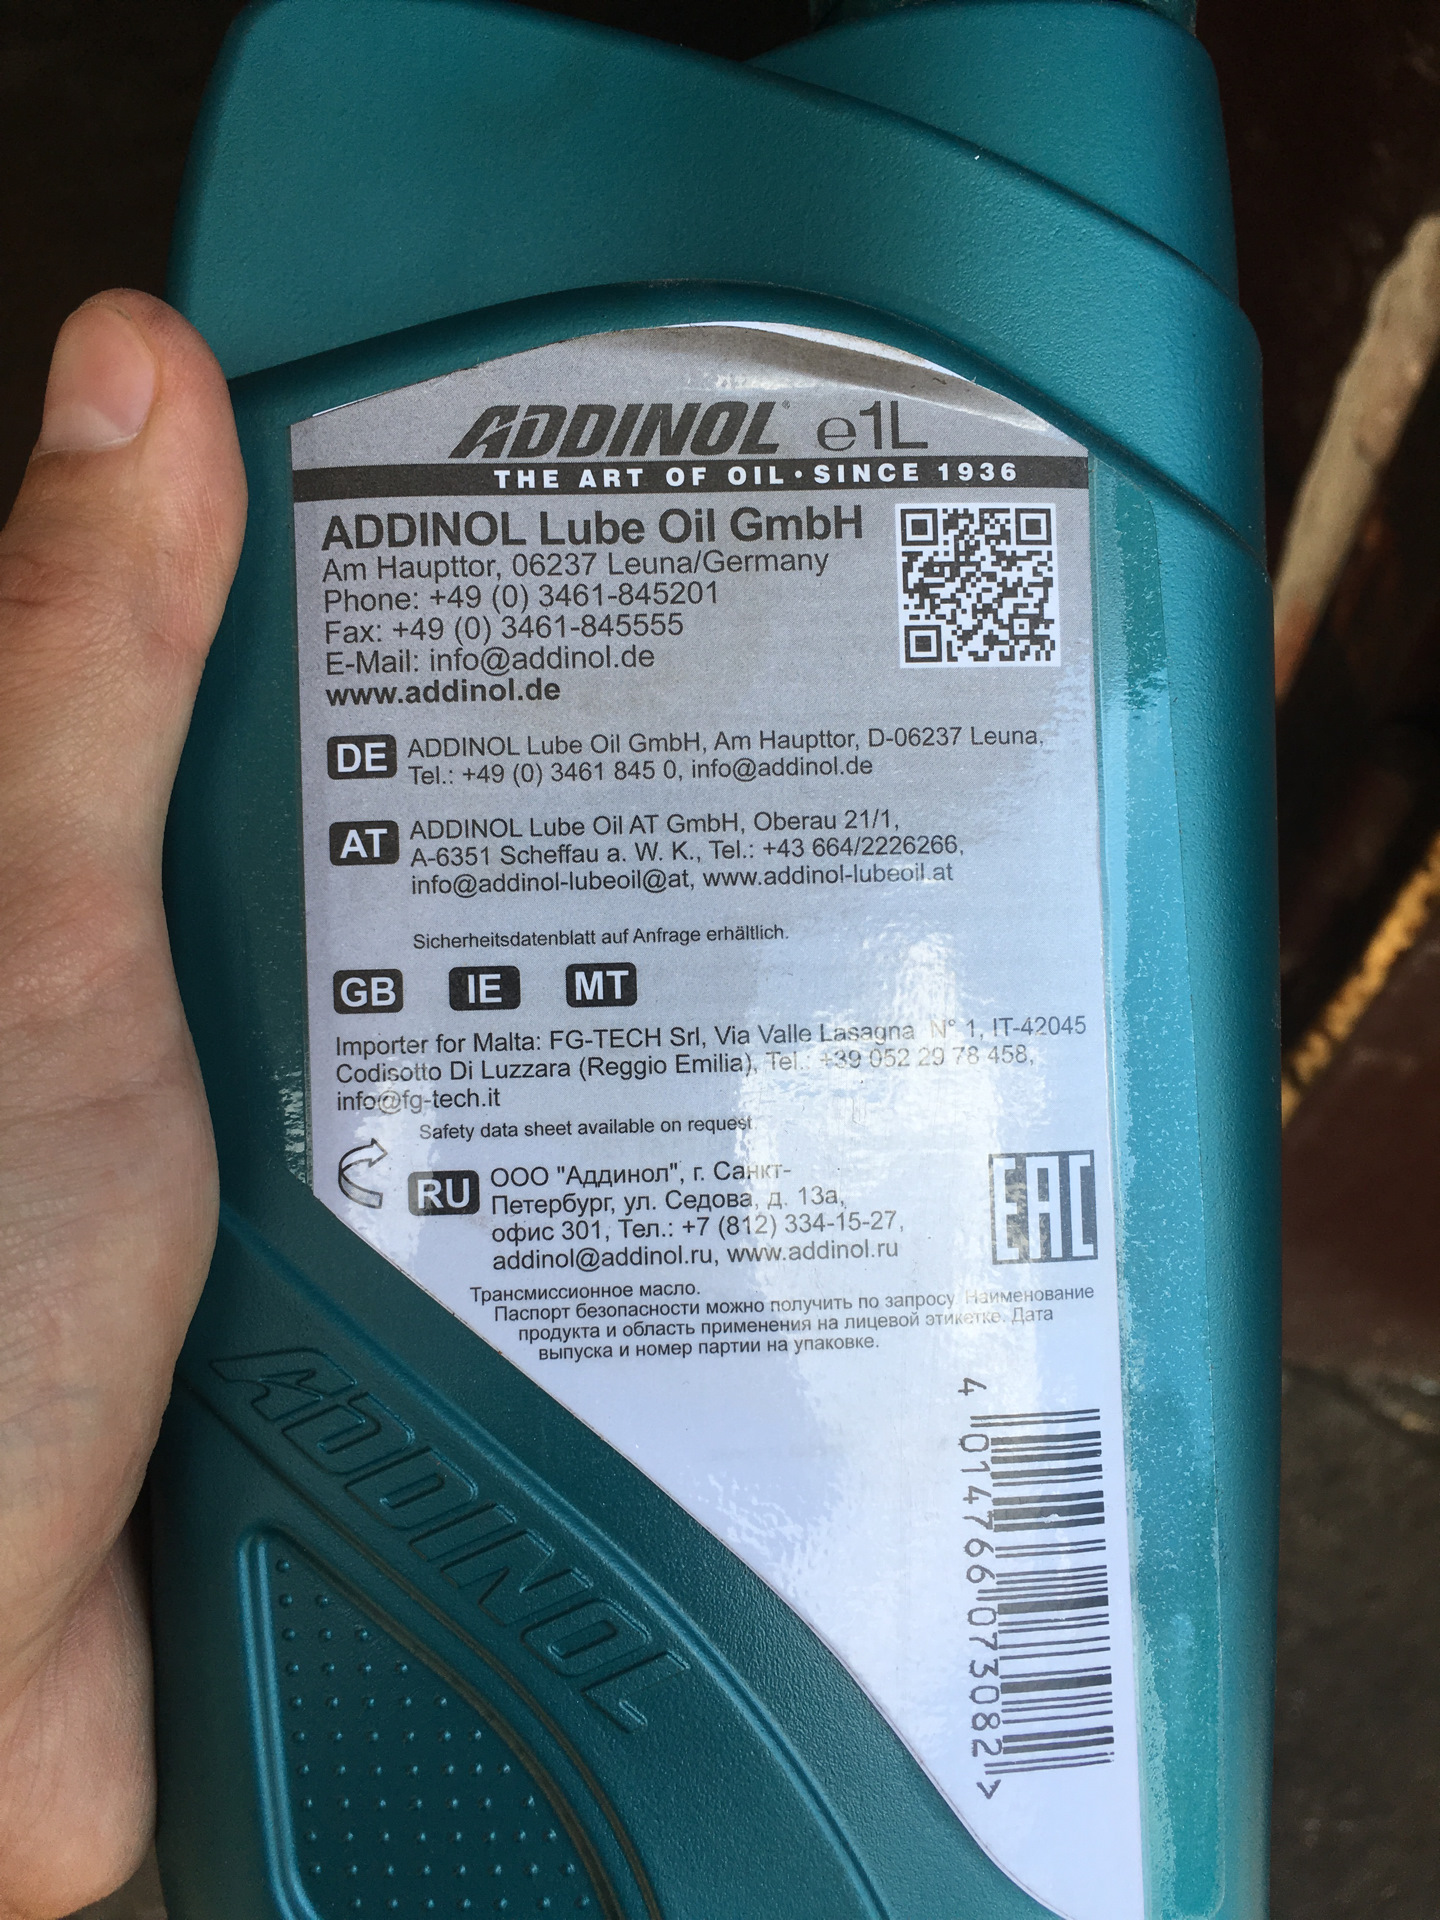 ADDINOL® e1L
THE ART OF OIL • SINCE 1936
ADDINOL Lube Oil GmbH
Am Haupttor, 06237 Leuna/Germany
Phone: +49 (0) 3461-845201
Fax: +49 (0) 3461-845555
E-Mail: info@addinol.de
www.addinol.de
DE ADDINOL Lube Oil GmbH, Am Haupttor, D-06237 Leuna,
Tel.: +49 (0) 3461 845 0, info@addinol.de
AT ADDINOL Lube Oil AT GmbH, Oberau 21/1,
A-6351 Scheffau a. W. K., Tel.: +43 664/2226266,
info@addinol-lubeoil@at, www.addinol-lubeoil.at
Sicherheitsdatenblatt auf Anfrage erhältlich.
GB IE MT
Importer for Malta: FG-TECH Srl, Via Valle Lasagna N° 1, IT-42045
Codisotto Di Luzzara (Reggio Emilia), Tel.: +39 052 29 78 458,
info@fg-tech.it
Safety data sheet available on request.
RU ООО "Аддинол", г. Санкт-
Петербург, ул. Седова, д. 13а,
офис 301, Тел.: +7 (812) 334-15-27,
addinol@addinol.ru, www.addinol.ru
EAC
Трансмиссионное масло.
Паспорт безопасности можно получить по запросу. Наименование
продукта и область применения на лицевой этикетке. Дата
выпуска и номер партии на упаковке.
4 014766 073082 >
ADDINOL